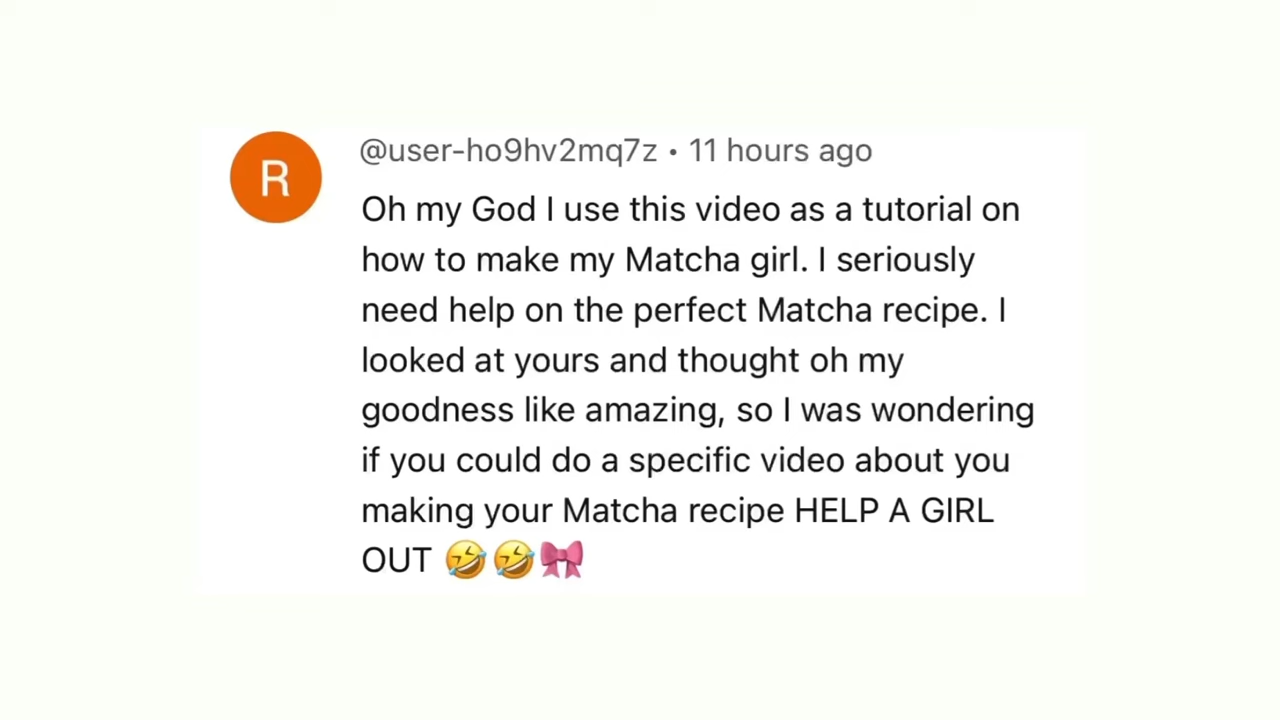 R
@user-ho9hv2mq7z • 11 hours ago
Oh my God I use this video as a tutorial on
how to make my Matcha girl. I seriously
need help on the perfect Matcha recipe. I
looked at yours and thought oh my
goodness like amazing, so I was wondering
if you could do a specific video about you
making your Matcha recipe HELP A GIRL
OUT 🤣🤣🎀